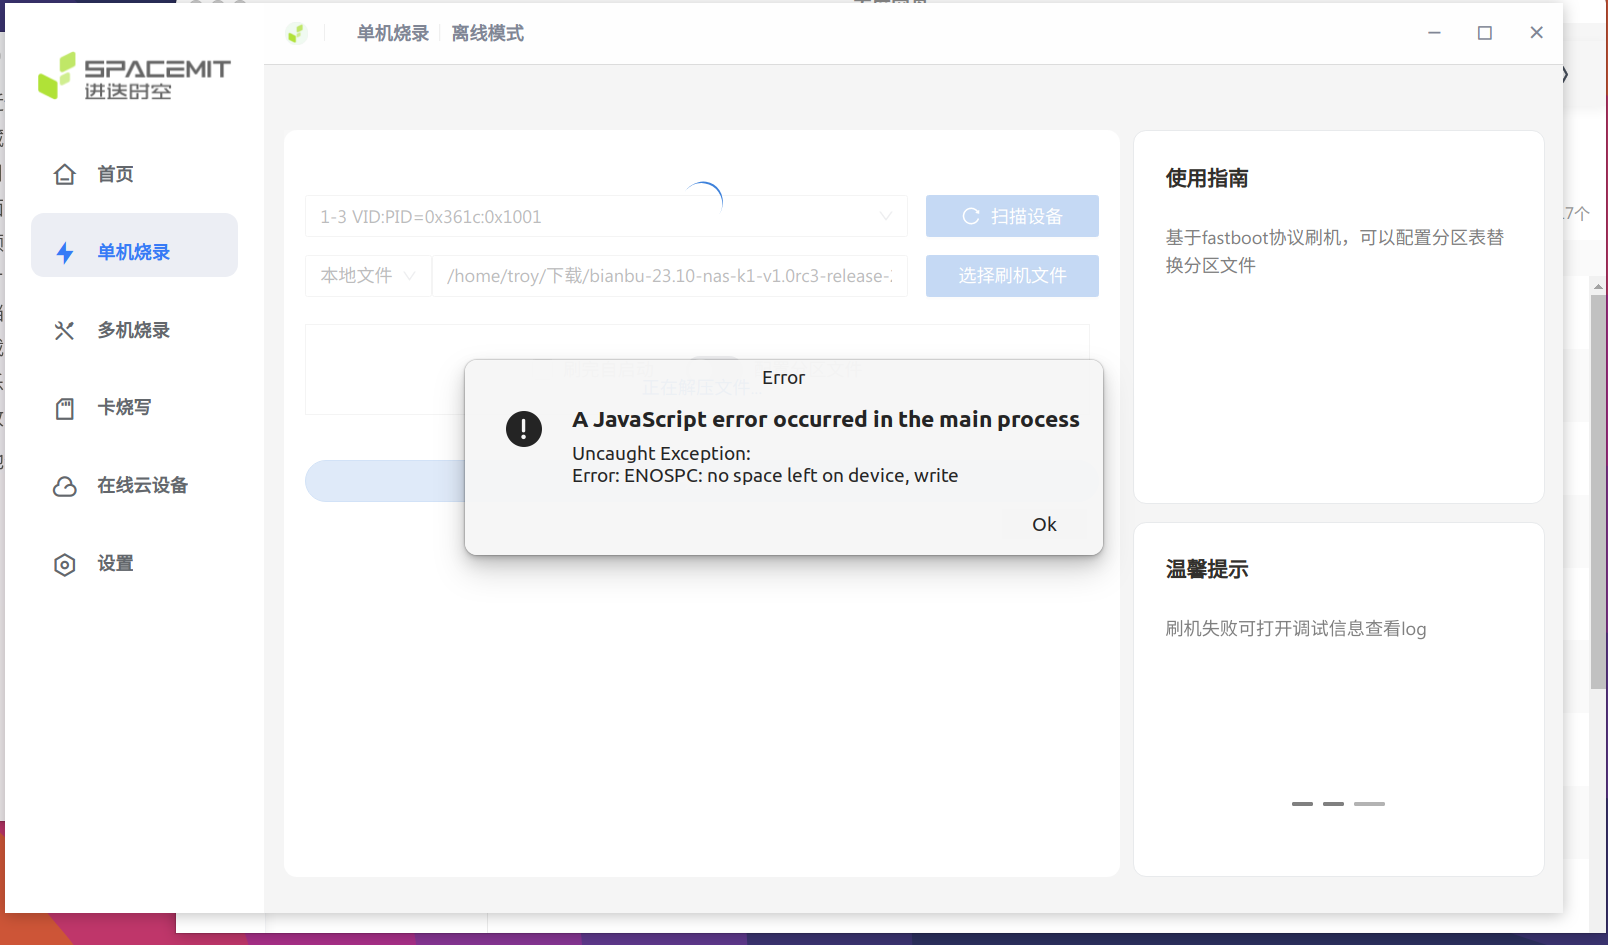 单机烧录 离线模式
SPACEMIT
进迭时空
首页
单机烧录
多机烧录
卡烧写
在线云设备
设置
1-3 VID:PID=0x361c:0x1001
扫描设备
本地文件
/home/troy/下载/bianbu-23.10-nas-k1-v1.0rc3-release-
选择刷机文件
正在解压文件...
Error
A JavaScript error occurred in the main process
Uncaught Exception:
Error: ENOSPC: no space left on device, write
Ok
使用指南
基于fastboot协议刷机，可以配置分区表替
换分区文件
温馨提示
刷机失败可打开调试信息查看log
7个